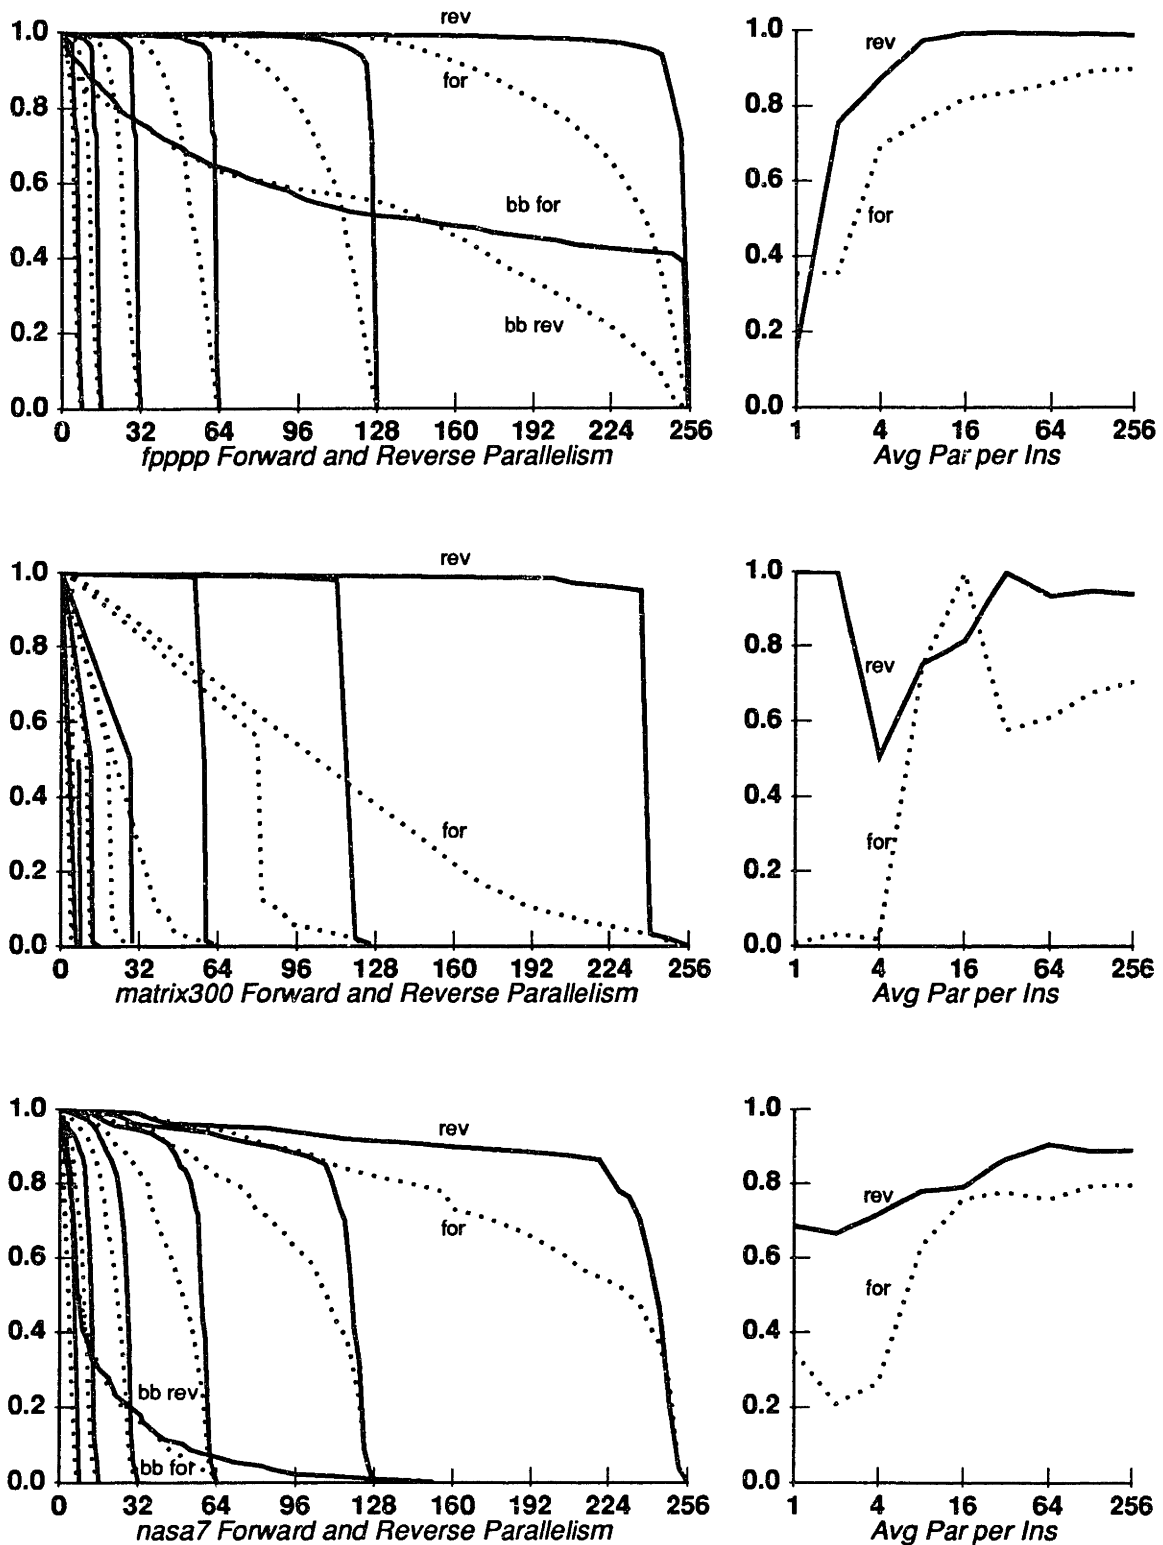 rev
1.0
0.8
0.6
0.4
0.2
0.0
for
bb for
bb rev
0 32 64 96 128 160 192 224 256
fpppp Forward and Reverse Parallelism
1.0
0.8
0.6
0.4
0.2
0.0
rev
for
1 4 16 64 256
Avg Par per Ins
rev
1.0
0.8
0.6
0.4
0.2
0.0
for
0 32 64 96 128 160 192 224 256
matrix300 Forward and Reverse Parallelism
1.0
0.8
0.6
0.4
0.2
0.0
rev
for
1 4 16 64 256
Avg Par per Ins
1.0
0.8
0.6
0.4
0.2
0.0
rev
for
bb rev
bb for
0 32 64 96 128 160 192 224 256
nasa7 Forward and Reverse Parallelism
1.0
0.8
0.6
0.4
0.2
0.0
rev
for
1 4 16 64 256
Avg Par per Ins